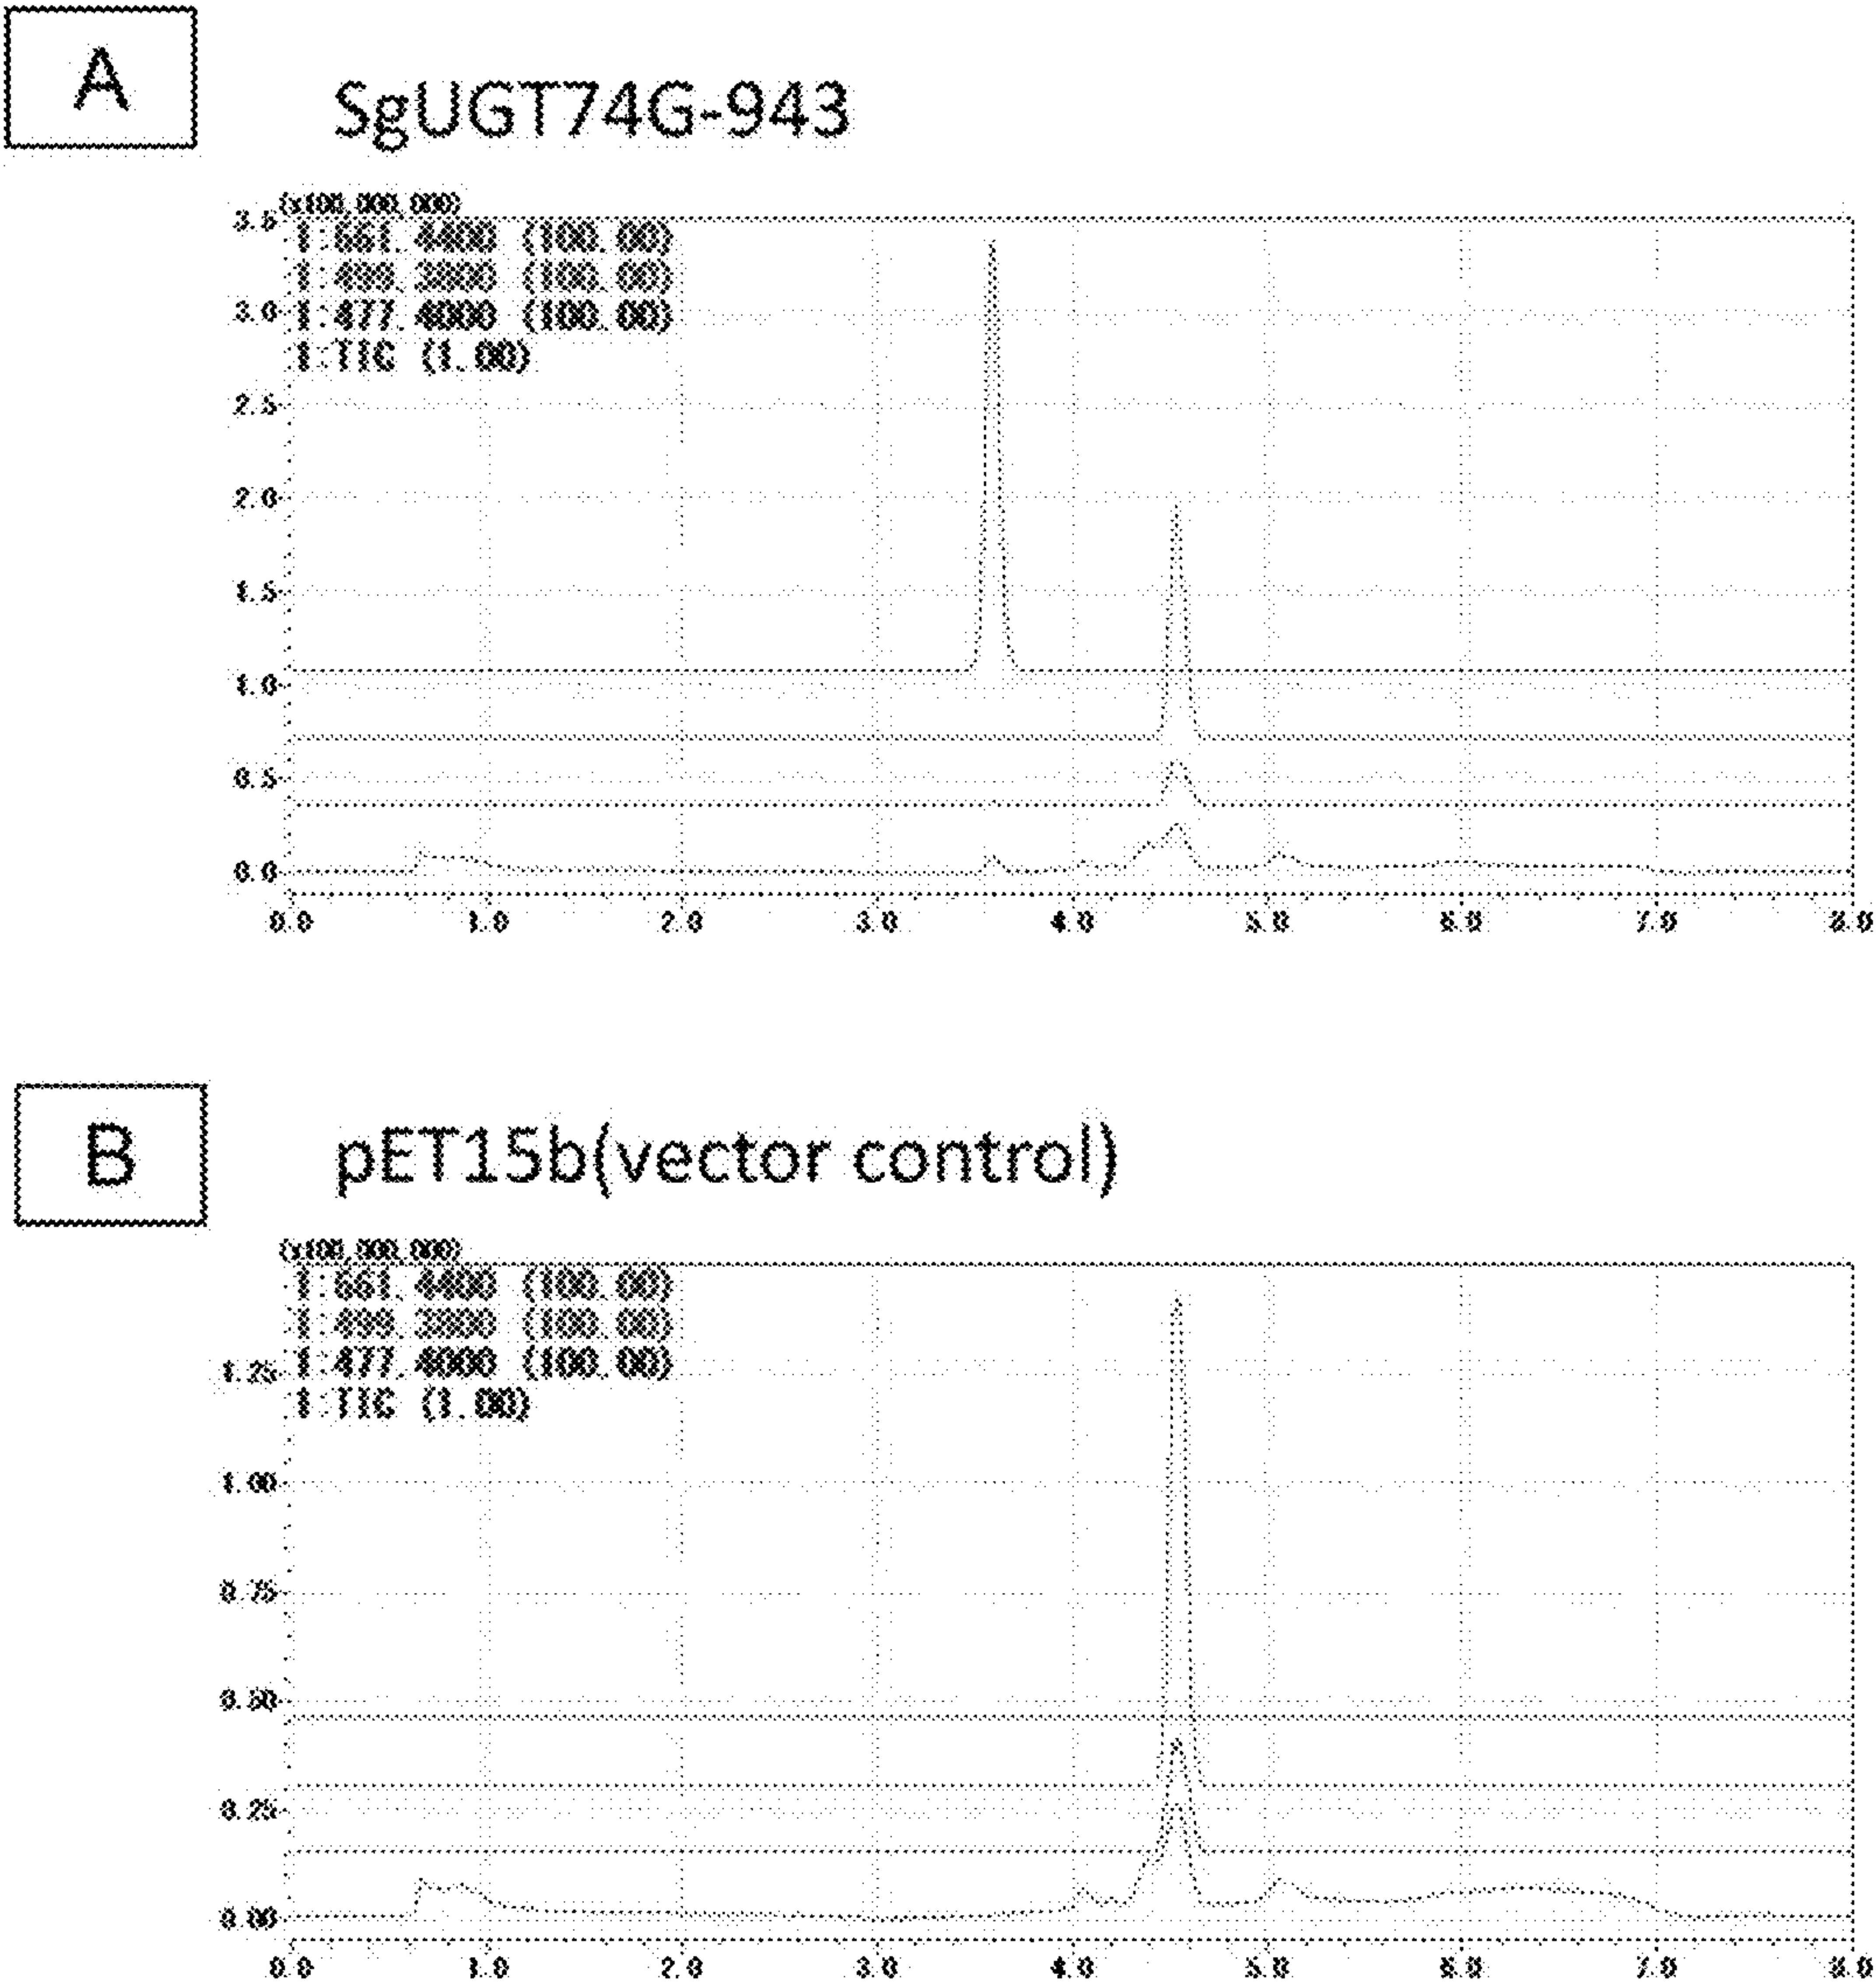 A
SgUGT74G-943
(x100,000,000)
3.5
1:661.4400 (100.00)
1:499.3800 (100.00)
3.0
1:477.4000 (100.00)
1:TIC (1.00)
2.5
2.0
1.5
1.0
0.5
0.0
0.0 1.0 2.0 3.0 4.0 5.0 6.0 7.0 8.0
B
pET15b(vector control)
(x100,000,000)
1:661.4400 (100.00)
1:499.3800 (100.00)
1.25
1:477.4000 (100.00)
1:TIC (1.00)
1.00
0.75
0.50
0.25
0.00
0.0 1.0 2.0 3.0 4.0 5.0 6.0 7.0 8.0